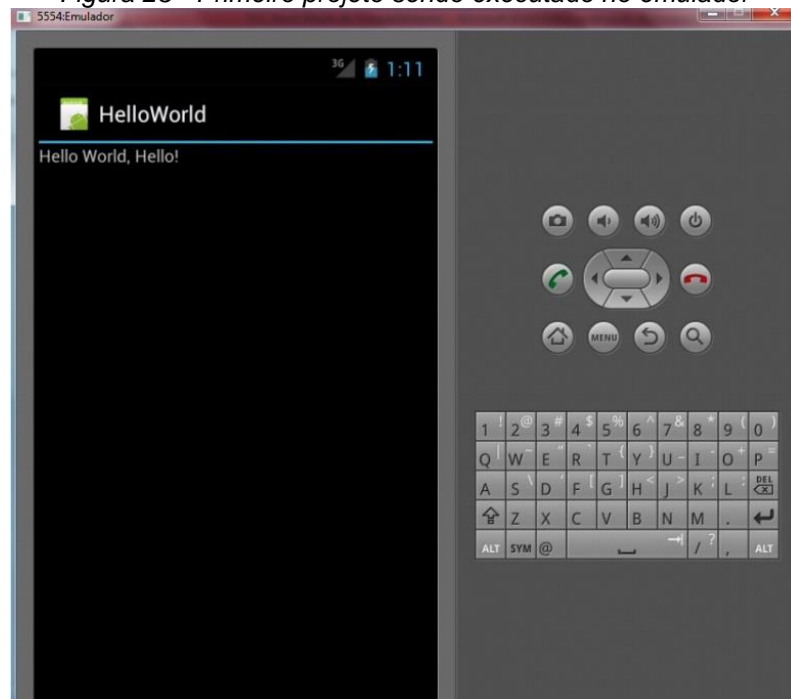 Figura 28 - Primeiro projeto sendo executado no emulador
5554:Emulador
3G 1:11
HelloWorld
Hello World, Hello!
MENU
1 ! 2 @ 3 # 4 $ 5 % 6 ^ 7 & 8 * 9 ( 0 )
Q | W ~ E " R ` T { Y } U - I - O + P =
A S \ D ' F [ G ] H < J > K ; L : DEL
Z X C V B N M .
ALT SYM @ / ? , ALT